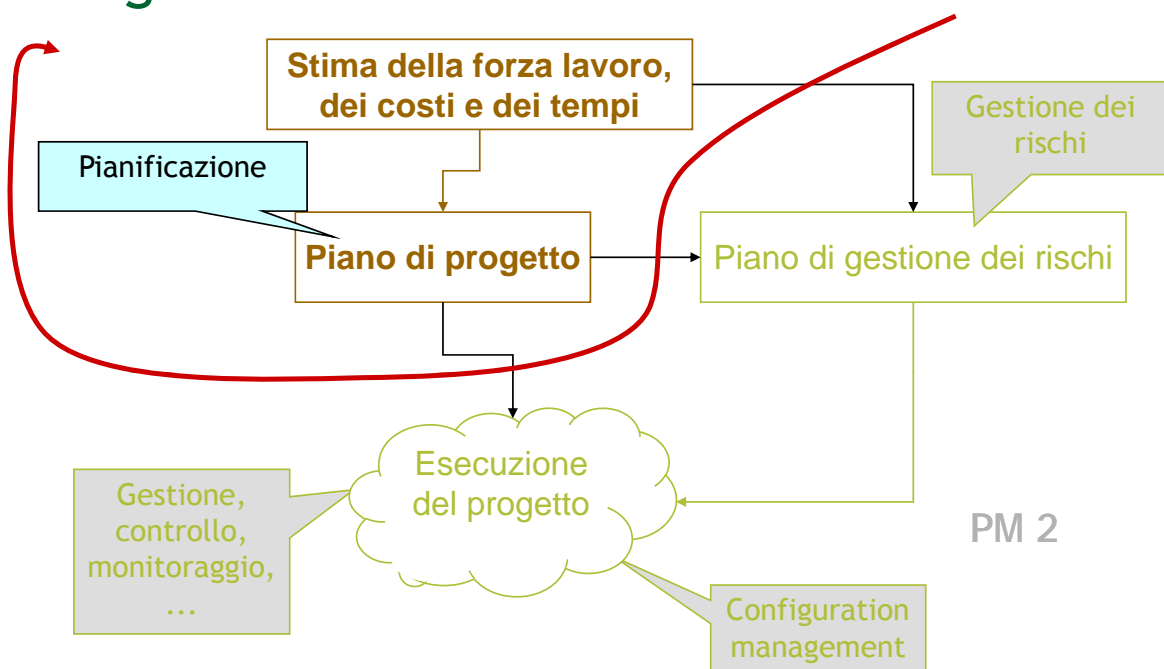 Stima della forza lavoro,
dei costi e dei tempi
Gestione dei
rischi
Pianificazione
Piano di progetto
Piano di gestione dei rischi
Esecuzione
del progetto
Gestione,
controllo,
monitoraggio,
...
PM 2
Configuration
management